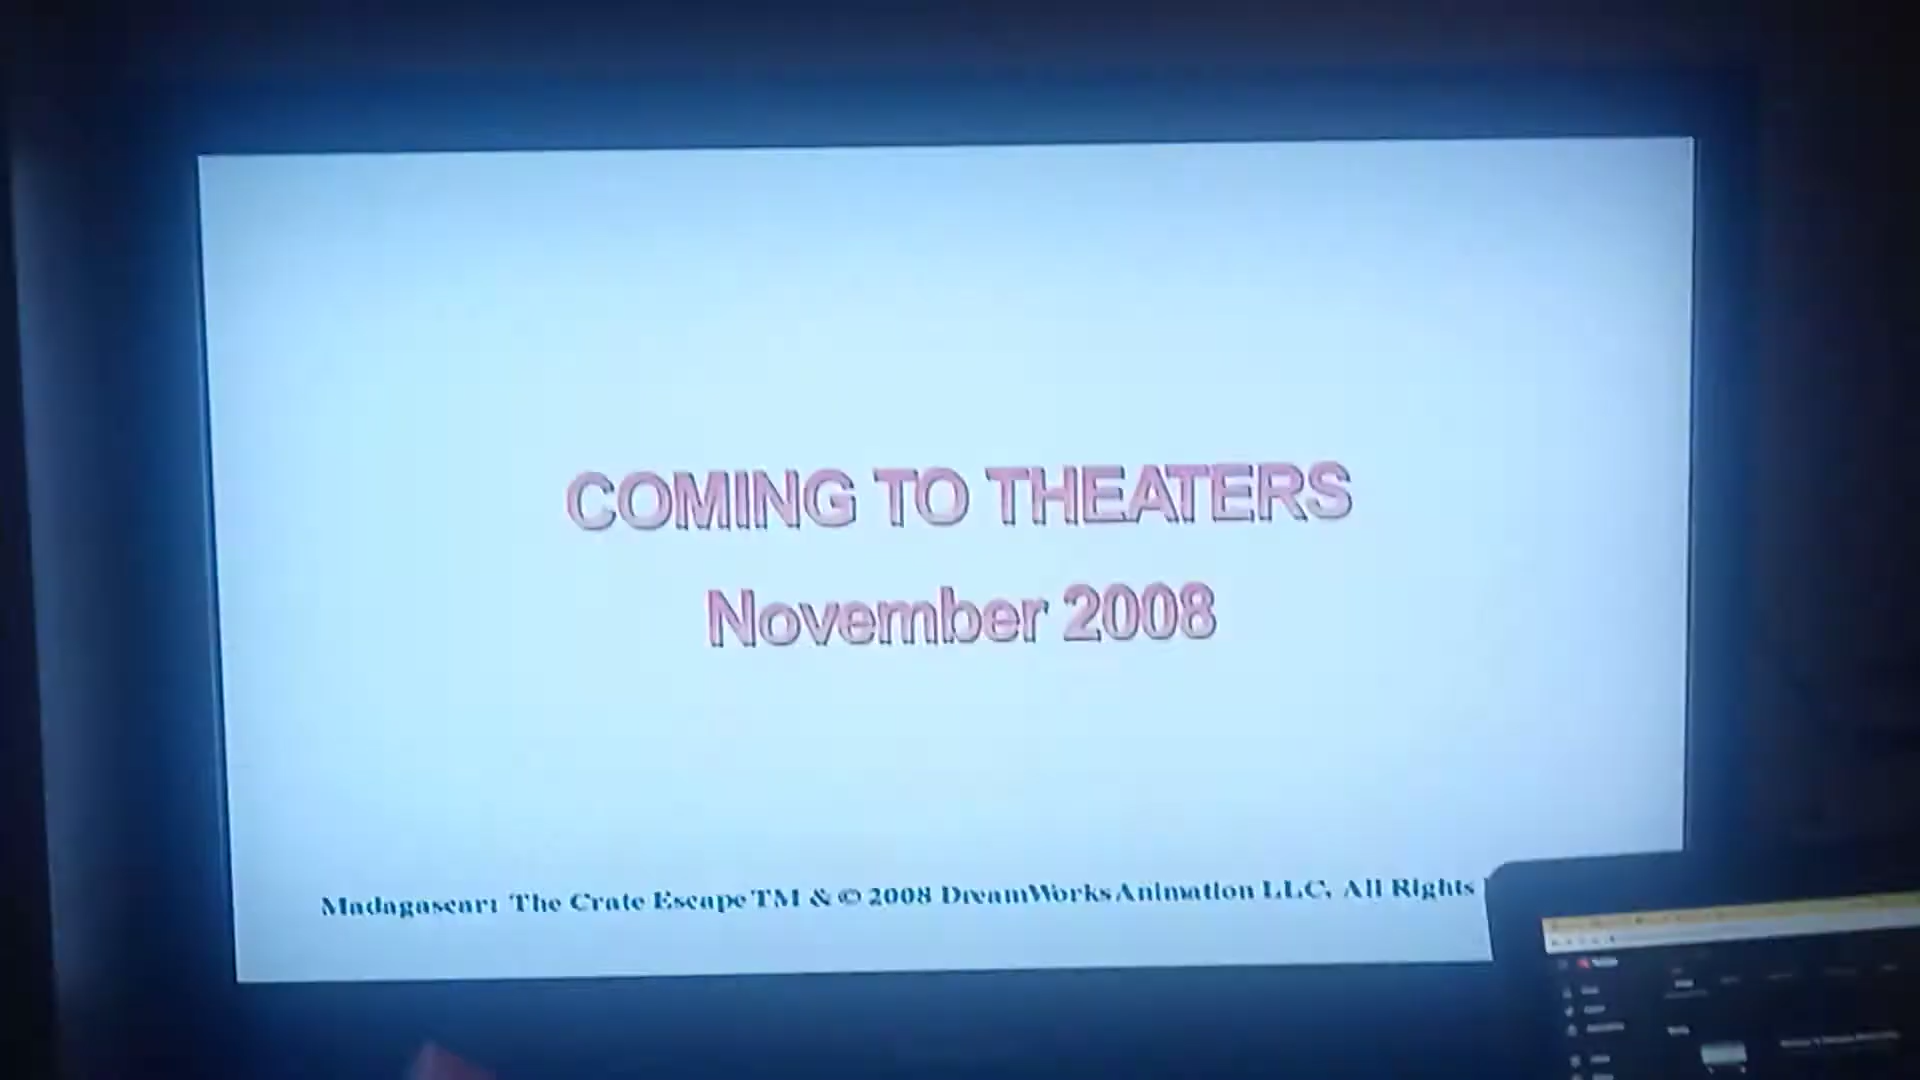 COMING TO THEATERS
November 2008
Madagascar: The Crate Escape TM & © 2008 DreamWorks Animation LLC. All Rights